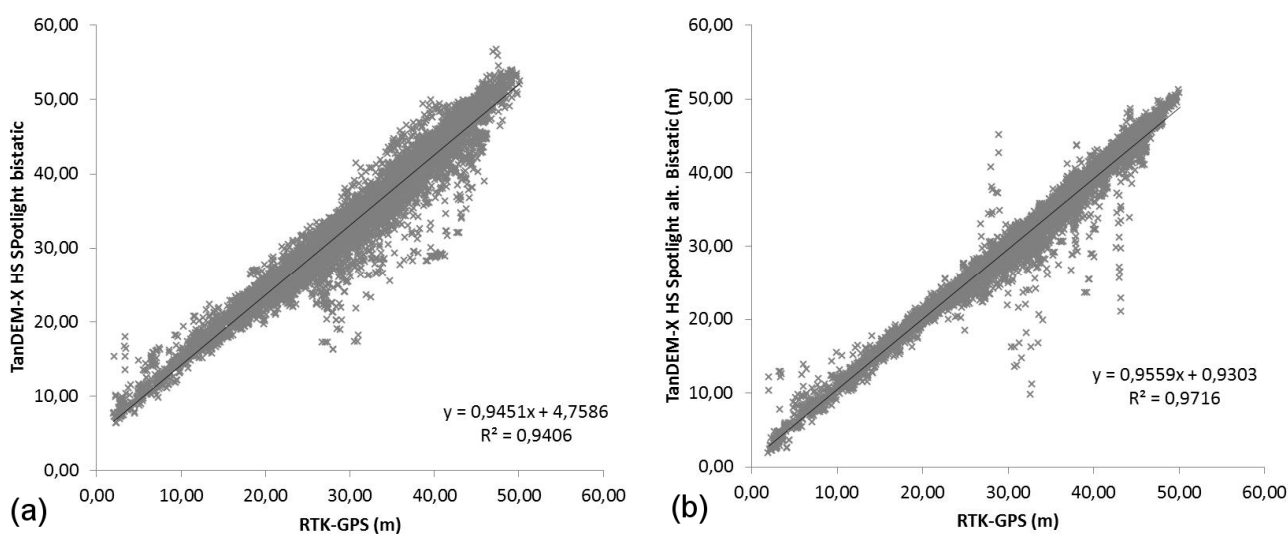 60,00
50,00
40,00
30,00
20,00
10,00
0,00
TanDEM-X HS SPotlight bistatic
y = 0,9451x + 4,7586
R² = 0,9406
0,00 10,00 20,00 30,00 40,00 50,00 60,00
RTK-GPS (m)
(a)
60,00
50,00
40,00
30,00
20,00
10,00
0,00
TanDEM-X HS Spotlight alt. Bistatic (m)
y = 0,9559x + 0,9303
R² = 0,9716
0,00 10,00 20,00 30,00 40,00 50,00 60,00
RTK-GPS (m)
(b)